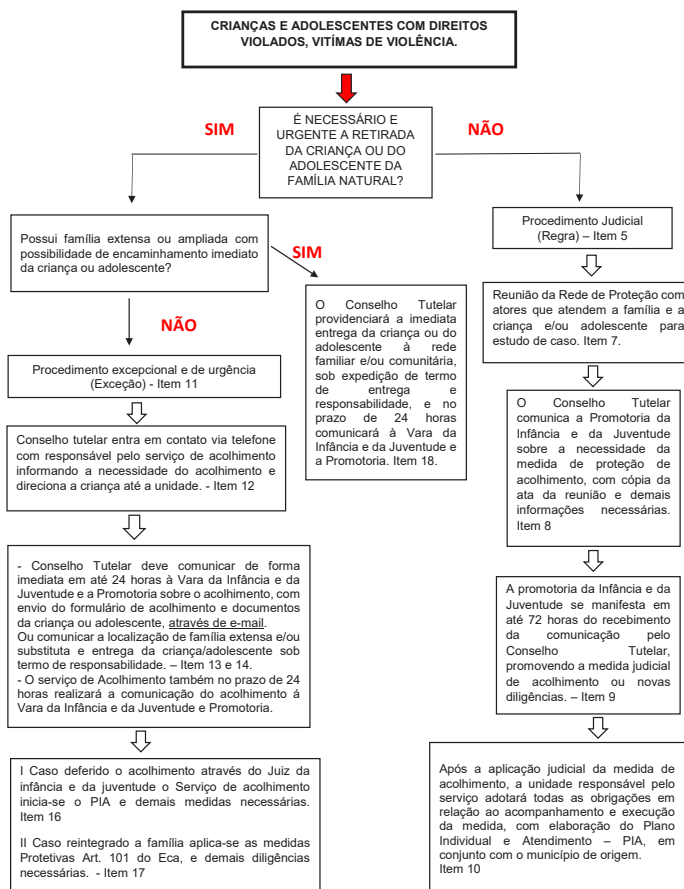 CRIANÇAS E ADOLESCENTES COM DIREITOS
VIOLADOS, VITÍMAS DE VIOLÊNCIA.
SIM
É NECESSÁRIO E
URGENTE A RETIRADA
DA CRIANÇA OU DO
ADOLESCENTE DA
FAMÍLIA NATURAL?
NÃO
Possui família extensa ou ampliada com
possibilidade de encaminhamento imediato
da criança ou adolescente?
SIM
O Conselho Tutelar
providenciará a imediata
entrega da criança ou do
adolescente à rede
familiar e/ou comunitária,
sob expedição de termo
de entrega e
responsabilidade, e no
prazo de 24 horas
comunicará à Vara da
Infância e da Juventude e
a Promotoria. Item 18.
NÃO
Procedimento excepcional e de urgência
(Exceção) - Item 11
Conselho tutelar entra em contato via telefone
com responsável pelo serviço de acolhimento
informando a necessidade do acolhimento e
direciona a criança até a unidade. - Item 12
- Conselho Tutelar deve comunicar de forma
imediata em até 24 horas à Vara da Infância e da
Juventude e a Promotoria sobre o acolhimento, com
envio do formulário de acolhimento e documentos
da criança ou adolescente, através de e-mail.
Ou comunicar a localização de família extensa e/ou
substituta e entrega da criança/adolescente sob
termo de responsabilidade. – Item 13 e 14.
- O serviço de Acolhimento também no prazo de 24
horas realizará a comunicação do acolhimento á
Vara da Infância e da Juventude e Promotoria.
I Caso deferido o acolhimento através do Juiz da
infância e da juventude o Serviço de acolhimento
inicia-se o PIA e demais medidas necessárias.
Item 16
II Caso reintegrado a família aplica-se as medidas
Protetivas Art. 101 do Eca, e demais diligências
necessárias. - Item 17
Procedimento Judicial
(Regra) – Item 5
Reunião da Rede de Proteção com
atores que atendem a família e a
criança e/ou adolescente para
estudo de caso. Item 7.
O Conselho Tutelar
comunica a Promotoria da
Infância e da Juventude
sobre a necessidade da
medida de proteção de
acolhimento, com cópia da
ata da reunião e demais
informações necessárias.
Item 8
A promotoria da Infância e da
Juventude se manifesta em
até 72 horas do recebimento
da comunicação pelo
Conselho Tutelar,
promovendo a medida judicial
de acolhimento ou novas
diligências. – Item 9
Após a aplicação judicial da medida de
acolhimento, a unidade responsável pelo
serviço adotará todas as obrigações em
relação ao acompanhamento e execução
da medida, com elaboração do Plano
Individual e Atendimento – PIA, em
conjunto com o município de origem.
Item 10